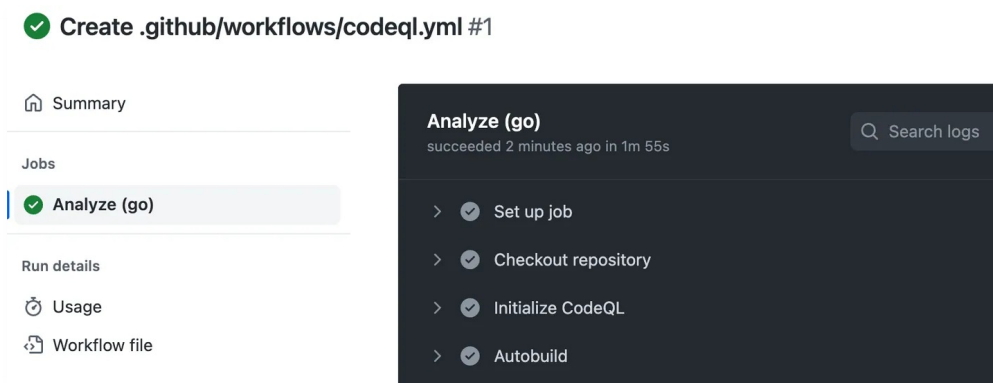 Create .github/workflows/codeql.yml #1
Summary
Jobs
Analyze (go)
Run details
Usage
Workflow file
Analyze (go)
succeeded 2 minutes ago in 1m 55s
Search logs
Set up job
Checkout repository
Initialize CodeQL
Autobuild